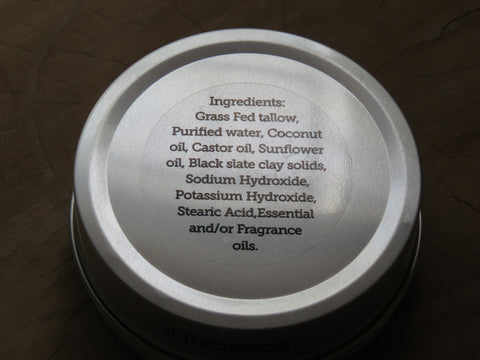 Ingredients:
Grass Fed tallow,
Purified water, Coconut
oil, Castor oil, Sunflower
oil, Black slate clay solids,
Sodium Hydroxide,
Potassium Hydroxide,
Stearic Acid,Essential
and/or Fragrance
oils.